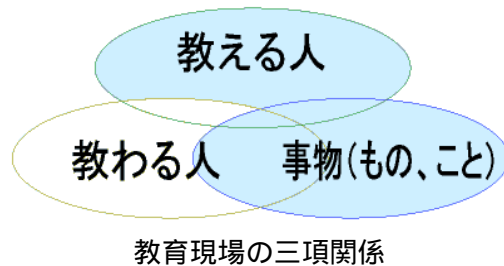 教える人
教わる人
事物(もの、こと)
教育現場の三項関係